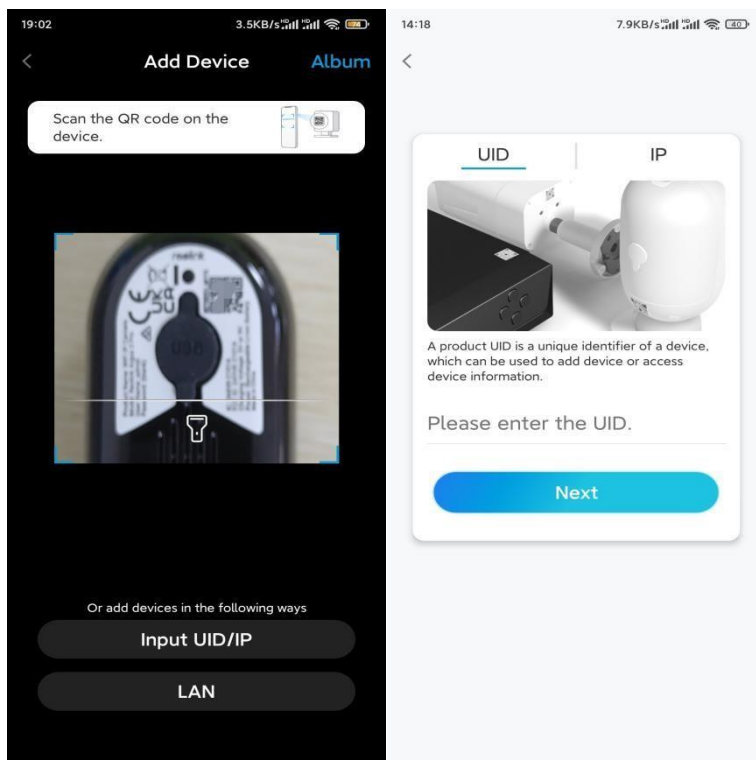 19:02
3.5KB/s
74
Add Device
Album
Scan the QR code on the
device.
reolink
USB
Or add devices in the following ways
Input UID/IP
LAN
14:18
7.9KB/s
40
UID
IP
A product UID is a unique identifier of a device,
which can be used to add device or access
device information.
Please enter the UID.
Next